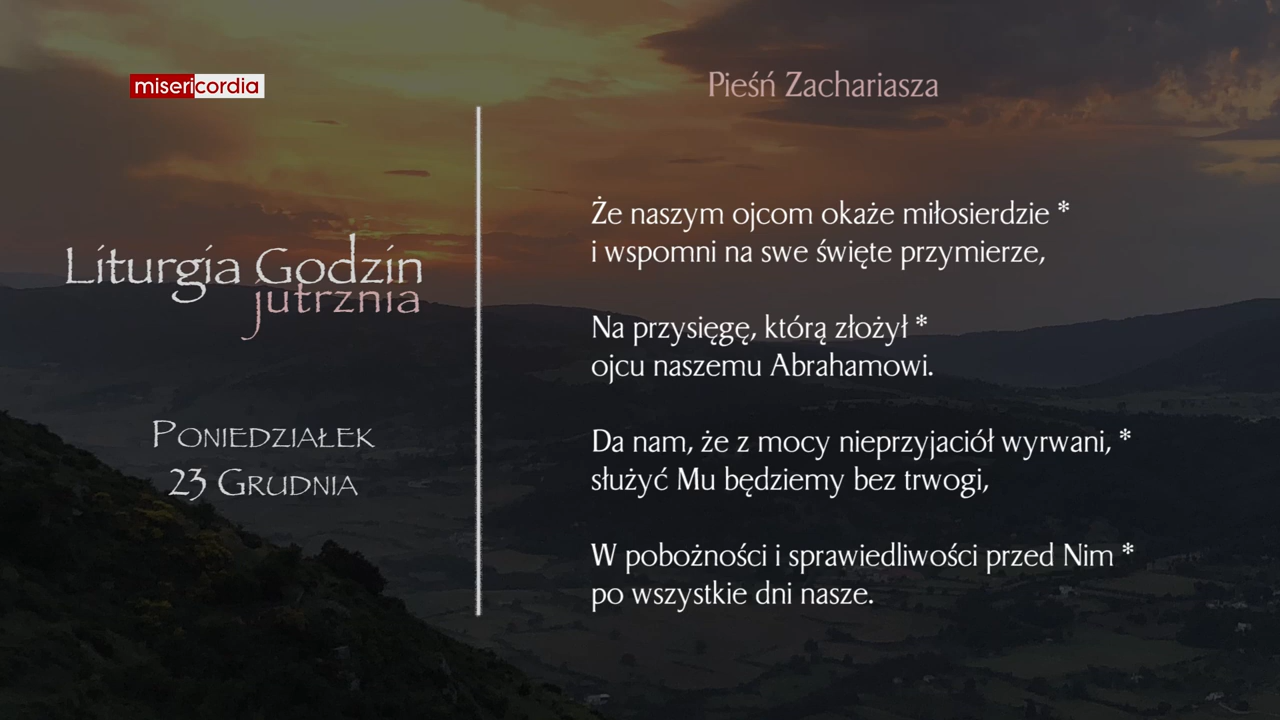 misericordia
Liturgia Godzin
jutrznia
Poniedziałek
23 Grudnia
Pieśń Zachariasza
Że naszym ojcom okaże miłosierdzie *
i wspomni na swe święte przymierze,
Na przysięgę, którą złożył *
ojcu naszemu Abrahamowi.
Da nam, że z mocy nieprzyjaciół wyrwani, *
służyć Mu będziemy bez trwogi,
W pobożności i sprawiedliwości przed Nim *
po wszystkie dni nasze.